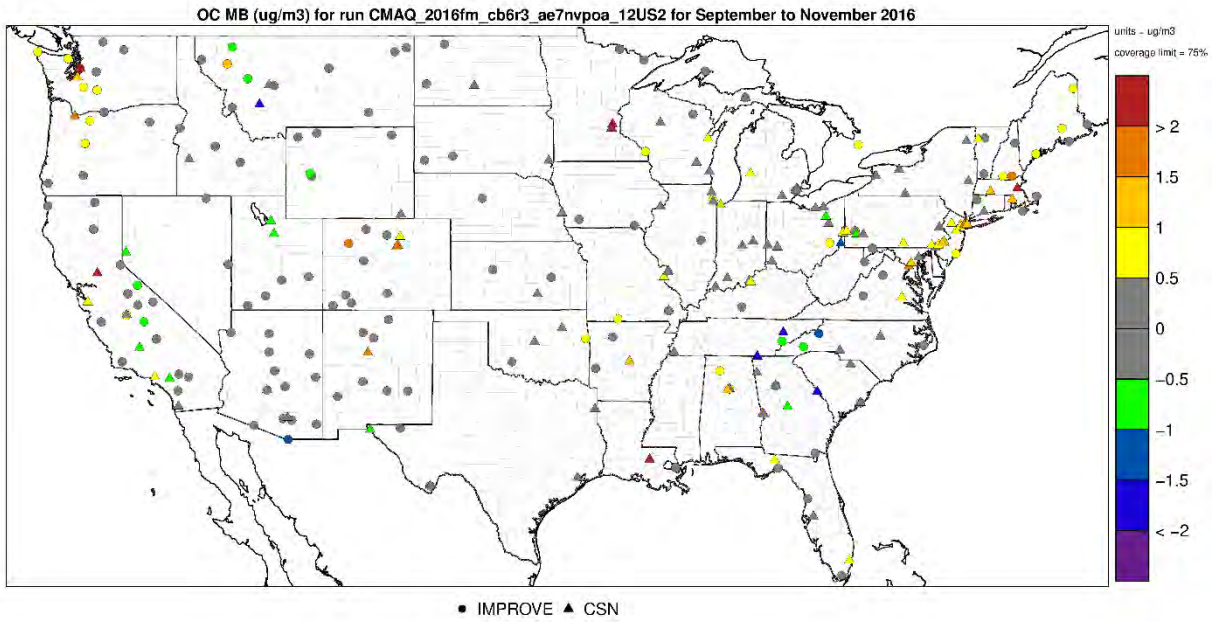 OC MB (ug/m3) for run CMAQ_2016fm_cb6r3_ae7nvpoa_12US2 for September to November 2016
units = ug/m3
coverage limit = 75%
> 2
1.5
1
0.5
0
−0.5
−1
−1.5
< −2
● IMPROVE ▲ CSN